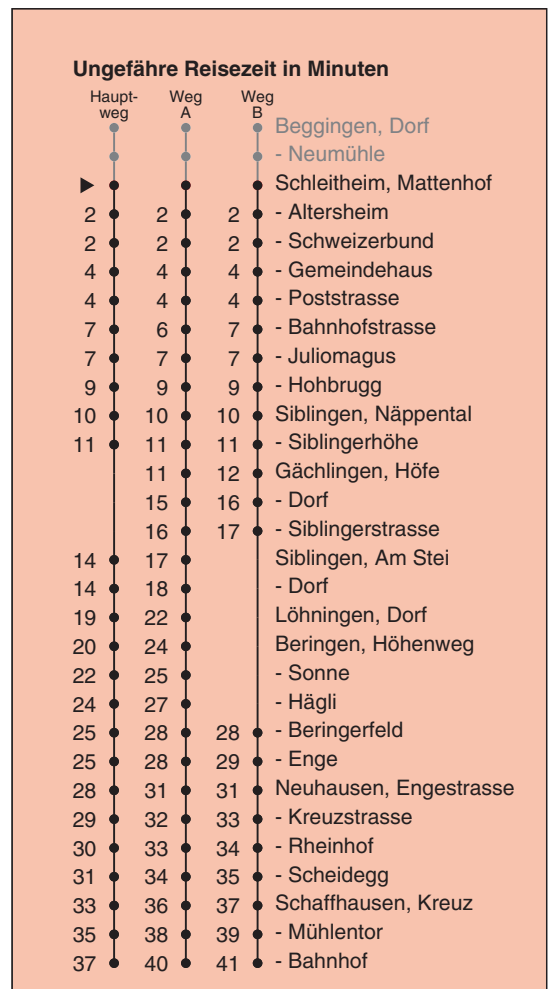 Ungefähre Reisezeit in Minuten
Haupt- Weg Weg
weg A B
Beggingen, Dorf
- Neumühle
Schleitheim, Mattenhof
2 2 2 - Altersheim
2 2 2 - Schweizerbund
4 4 4 - Gemeindehaus
4 4 4 - Poststrasse
7 6 7 - Bahnhofstrasse
7 7 7 - Juliomagus
9 9 9 - Hohbrugg
10 10 10 Siblingen, Näppental
11 11 11 - Siblingerhöhe
11 12 Gächlingen, Höfe
15 16 - Dorf
16 17 - Siblingerstrasse
14 17 Siblingen, Am Stei
14 18 - Dorf
19 22 Löhningen, Dorf
20 24 Beringen, Höhenweg
22 25 - Sonne
24 27 - Hägli
25 28 28 - Beringerfeld
25 28 29 - Enge
28 31 31 Neuhausen, Engestrasse
29 32 33 - Kreuzstrasse
30 33 34 - Rheinhof
31 34 35 - Scheidegg
33 36 37 Schaffhausen, Kreuz
35 38 39 - Mühlentor
37 40 41 - Bahnhof